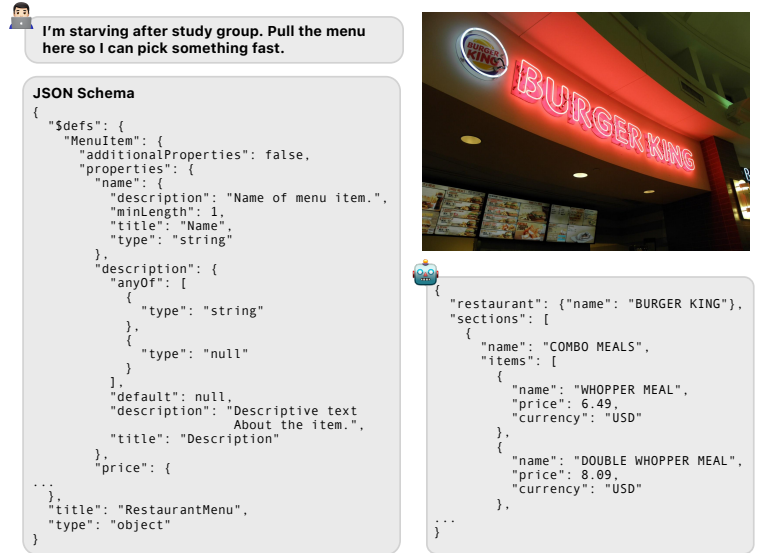 I'm starving after study group. Pull the menu
here so I can pick something fast.
JSON Schema
{
"$defs": {
"MenuItem": {
"additionalProperties": false,
"properties": {
"name": {
"description": "Name of menu item.",
"minLength": 1,
"title": "Name",
"type": "string"
},
"description": {
"anyOf": [
{
"type": "string"
},
{
"type": "null"
}
],
"default": null,
"description": "Descriptive text
About the item.",
"title": "Description"
},
"price": {
...
},
"title": "RestaurantMenu",
"type": "object"
}
BURGER
KING
BURGER KING
{
"restaurant": {"name": "BURGER KING"},
"sections": [
{
"name": "COMBO MEALS",
"items": [
{
"name": "WHOPPER MEAL",
"price": 6.49,
"currency": "USD"
},
{
"name": "DOUBLE WHOPPER MEAL",
"price": 8.09,
"currency": "USD"
},
...
}